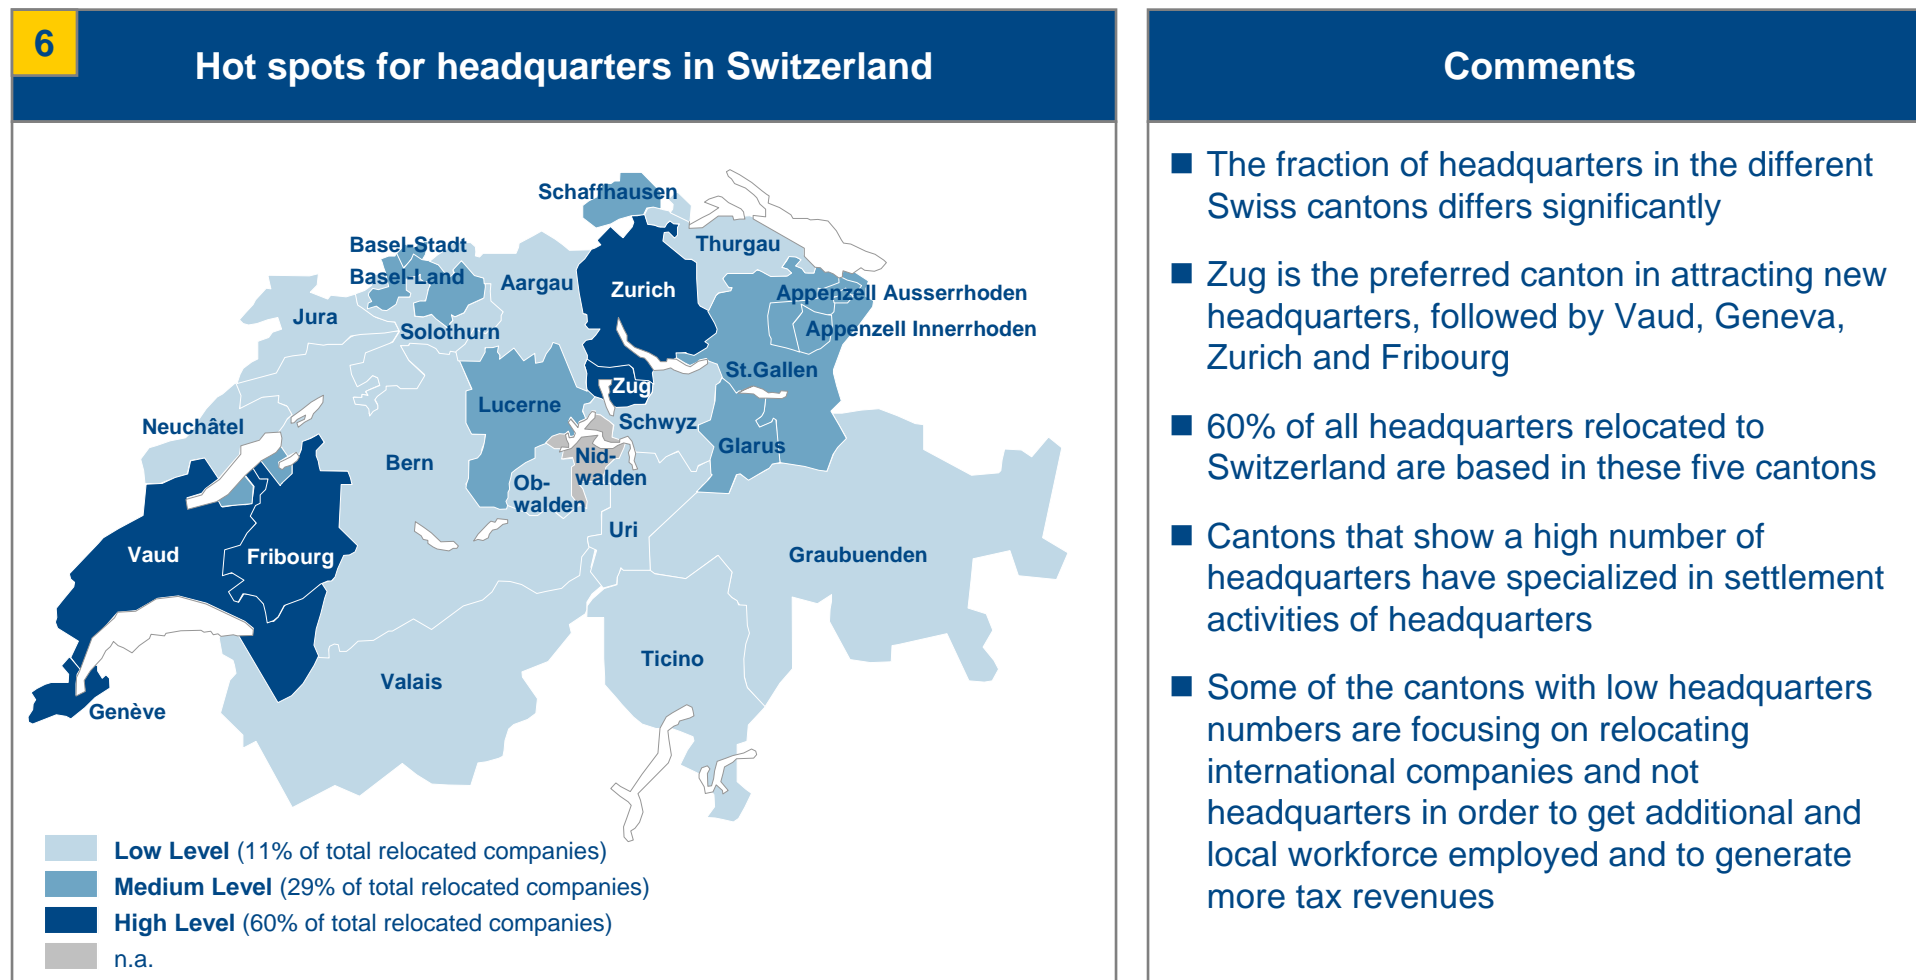 6
Hot spots for headquarters in Switzerland
Schaffhausen
Basel-Stadt
Thurgau
Basel-Land
Aargau
Zurich
Appenzell Ausserrhoden
Jura
Solothurn
Appenzell Innerrhoden
St.Gallen
Zug
Lucerne
Schwyz
Neuchâtel
Glarus
Bern
Nid-
walden
Ob-
walden
Uri
Vaud
Fribourg
Graubuenden
Ticino
Valais
Genève
Low Level (11% of total relocated companies)
Medium Level (29% of total relocated companies)
High Level (60% of total relocated companies)
n.a.
Comments
The fraction of headquarters in the different
Swiss cantons differs significantly
Zug is the preferred canton in attracting new
headquarters, followed by Vaud, Geneva,
Zurich and Fribourg
60% of all headquarters relocated to
Switzerland are based in these five cantons
Cantons that show a high number of
headquarters have specialized in settlement
activities of headquarters
Some of the cantons with low headquarters
numbers are focusing on relocating
international companies and not
headquarters in order to get additional and
local workforce employed and to generate
more tax revenues